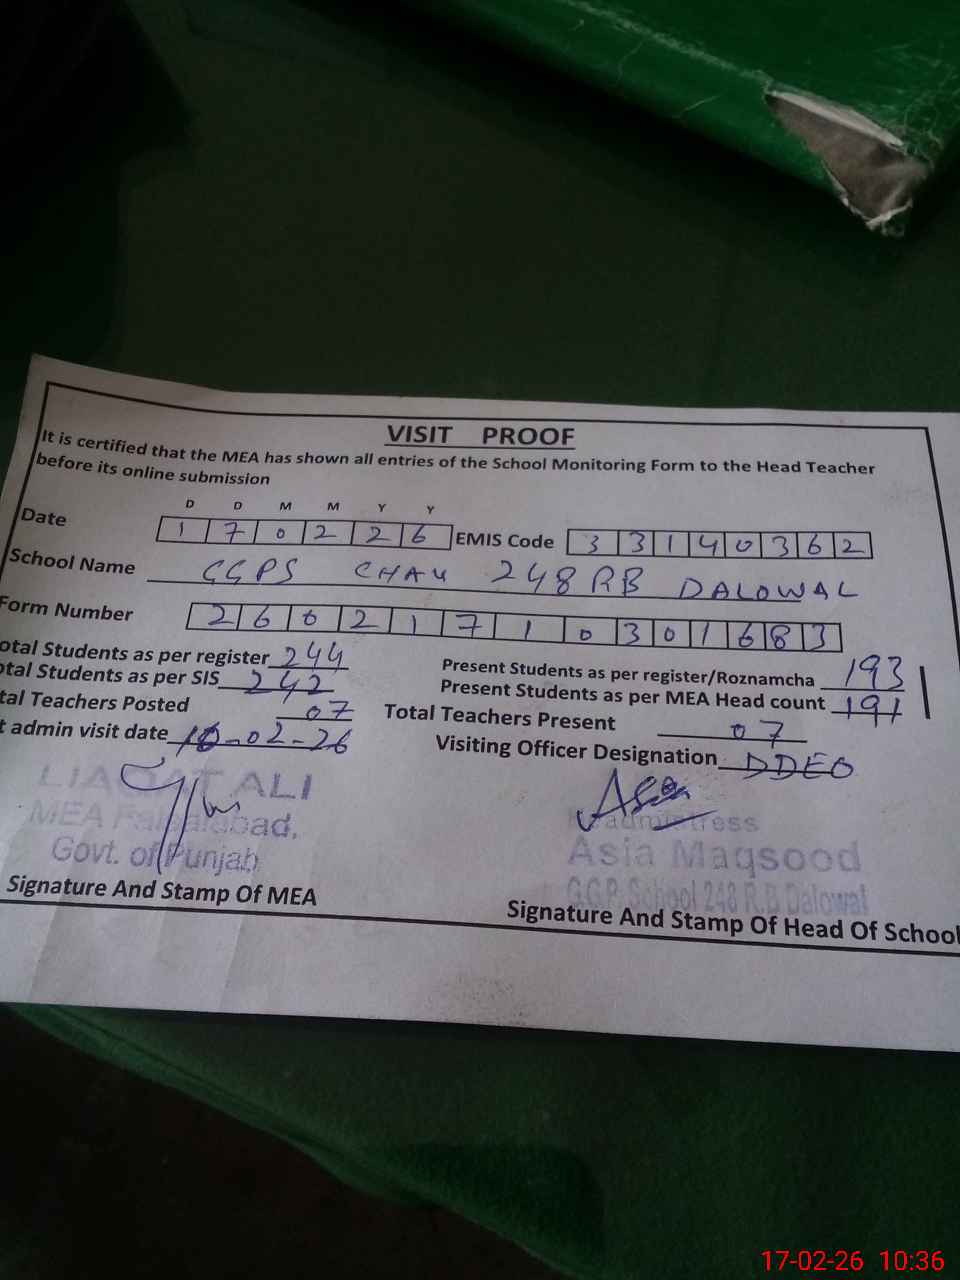 VISIT PROOF
It is certified that the MEA has shown all entries of the School Monitoring Form to the Head Teacher
before its online submission
D D M M Y Y
Date 1 7 0 2 2 6 EMIS Code 3 3 1 4 0 3 6 2
School Name GGPS CHAK 248 RB DALOWAL
Form Number 2 6 0 2 1 7 1 0 3 0 1 6 8 3
otal Students as per register 244 Present Students as per register/Roznamcha 193
otal Students as per SIS 242 Present Students as per MEA Head count 191
tal Teachers Posted 07 Total Teachers Present 07
t admin visit date 16-02-26 Visiting Officer Designation DDEO
LIAQAT ALI
MEA Faisalabad,
Govt. of Punjab
Signature And Stamp Of MEA
Headmistress
Asia Maqsood
G.G.P. School 248 R.B Dalowal
Signature And Stamp Of Head Of School
17-02-26 10:36